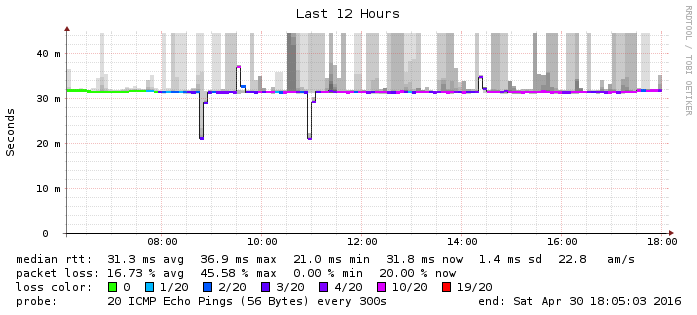 Last 12 Hours
RRDTOOL / TOBI OETIKER
Seconds
40 m
30 m
20 m
10 m
0
08:00 10:00 12:00 14:00 16:00 18:00
median rtt: 31.3 ms avg 36.9 ms max 21.0 ms min 31.8 ms now 1.4 ms sd 22.8 am/s
packet loss: 16.73 % avg 45.58 % max 0.00 % min 20.00 % now
loss color: 0 1/20 2/20 3/20 4/20 10/20 19/20
probe: 20 ICMP Echo Pings (56 Bytes) every 300s end: Sat Apr 30 18:05:03 2016